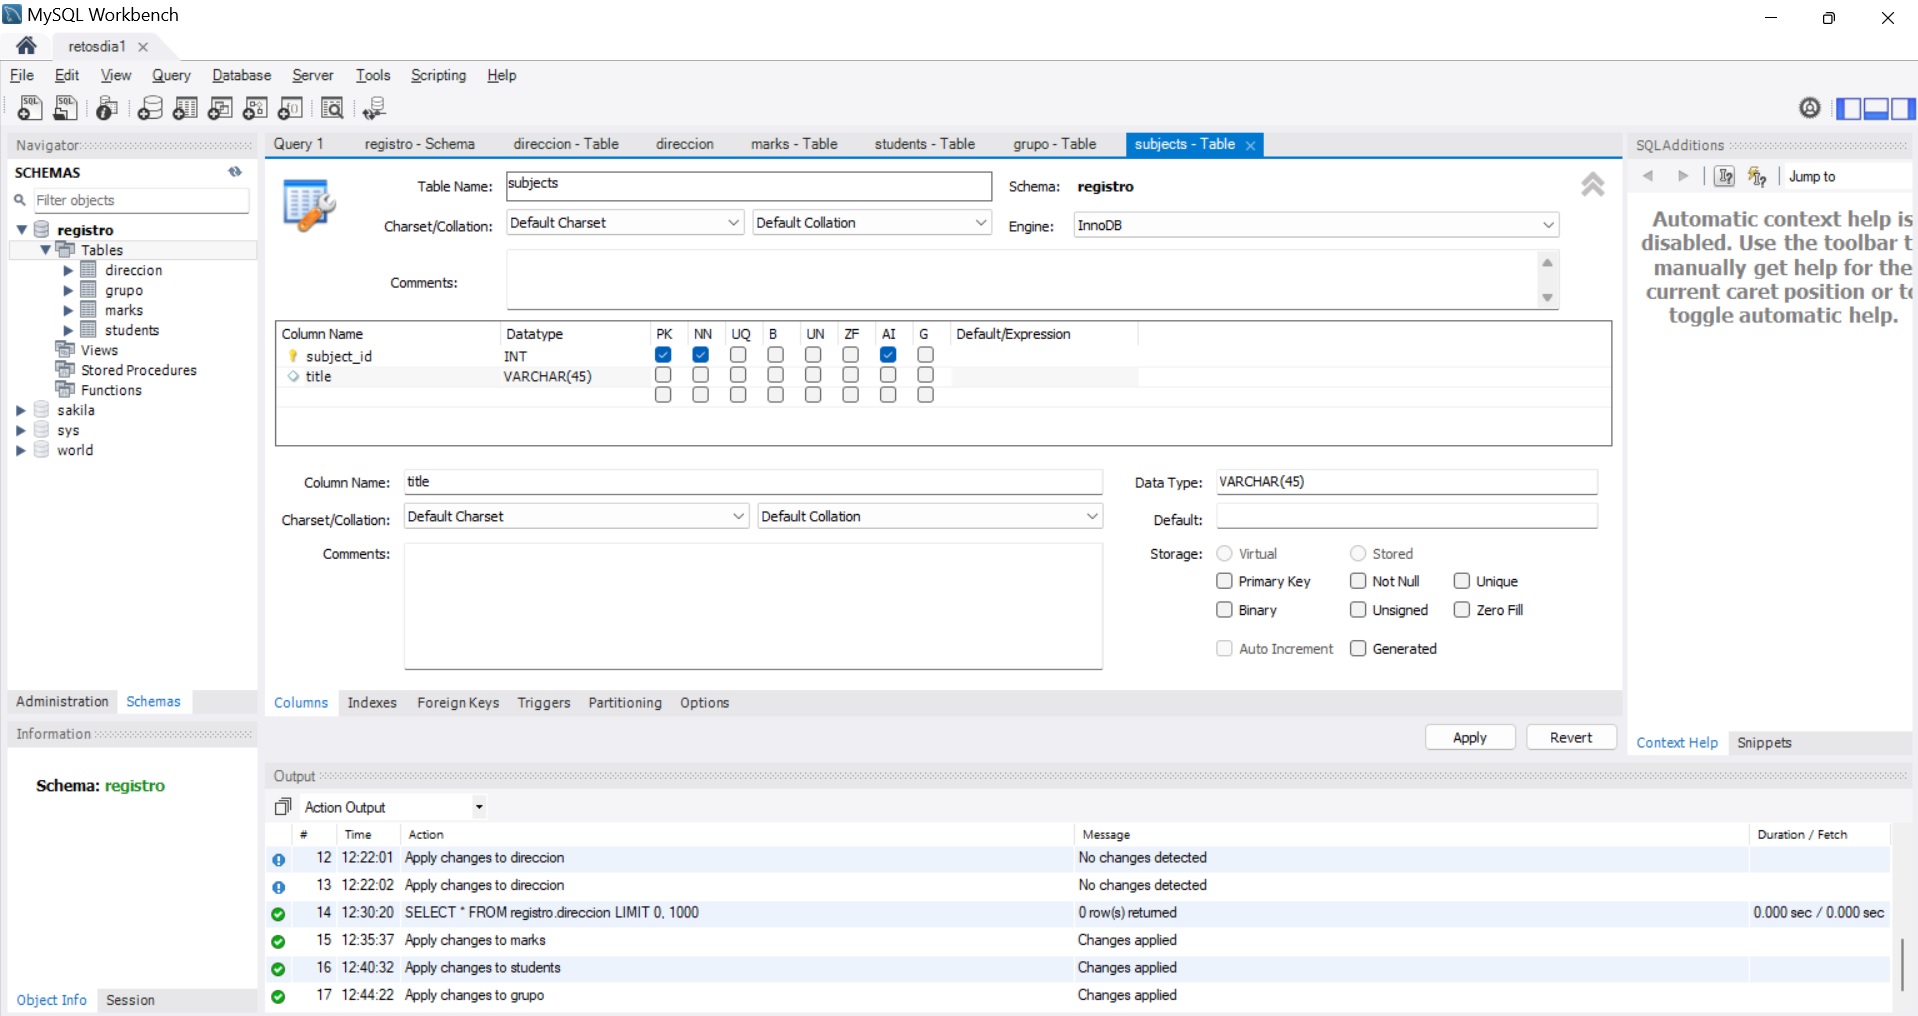 MySQL Workbench
retosdia1
File Edit View Query Database Server Tools Scripting Help
Navigator
SCHEMAS
Filter objects
registro
Tables
direccion
grupo
marks
students
Views
Stored Procedures
Functions
sakila
sys
world
Administration Schemas
Information
Schema: registro
Object Info Session
Query 1 registro - Schema direccion - Table direccion marks - Table students - Table grupo - Table subjects - Table
Table Name: subjects Schema: registro
Charset/Collation: Default Charset Default Collation Engine: InnoDB
Comments:
Column Name Datatype PK NN UQ B UN ZF AI G Default/Expression
subject_id INT
title VARCHAR(45)
Column Name: title Data Type: VARCHAR(45)
Charset/Collation: Default Charset Default Collation Default:
Comments: Storage: Virtual Stored
Primary Key Not Null Unique
Binary Unsigned Zero Fill
Auto Increment Generated
Columns Indexes Foreign Keys Triggers Partitioning Options
Apply Revert
SQLAdditions
Jump to
Automatic context help is
disabled. Use the toolbar t
manually get help for the
current caret position or to
toggle automatic help.
Context Help Snippets
Output
Action Output
# Time Action Message Duration / Fetch
12 12:22:01 Apply changes to direccion No changes detected
13 12:22:02 Apply changes to direccion No changes detected
14 12:30:20 SELECT * FROM registro.direccion LIMIT 0, 1000 0 row(s) returned 0.000 sec / 0.000 sec
15 12:35:37 Apply changes to marks Changes applied
16 12:40:32 Apply changes to students Changes applied
17 12:44:22 Apply changes to grupo Changes applied